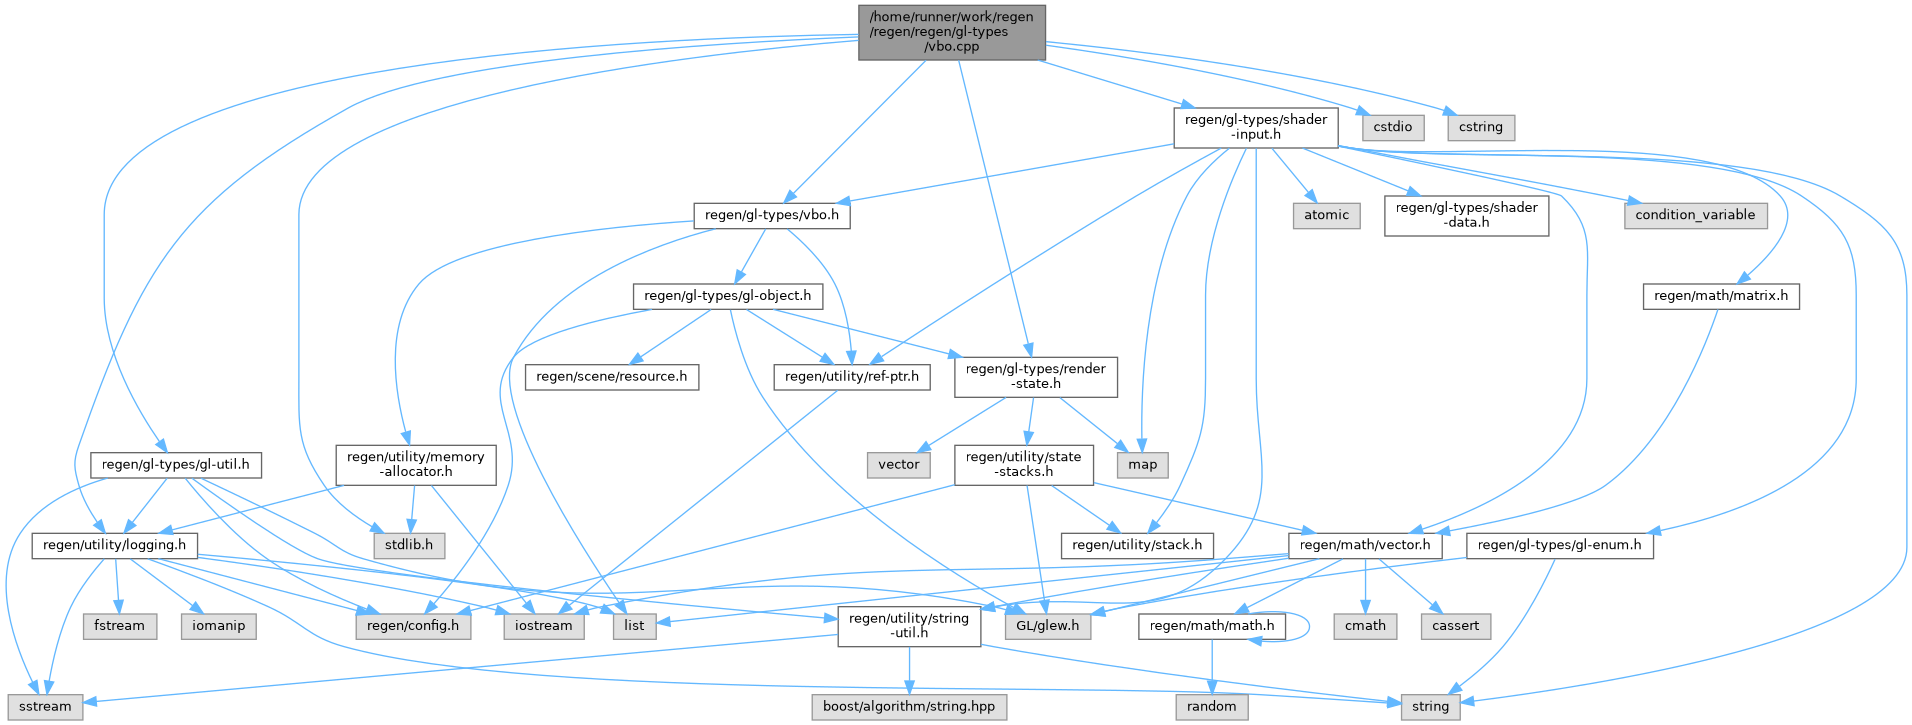 /home/runner/work/regen
/regen/regen/gl-types
/vbo.cpp
regen/gl-types/shader
-input.h
cstdio
cstring
regen/gl-types/vbo.h
atomic
regen/gl-types/shader
-data.h
condition_variable
regen/gl-types/gl-object.h
regen/math/matrix.h
regen/scene/resource.h
regen/utility/ref-ptr.h
regen/gl-types/render
-state.h
regen/gl-types/gl-util.h
regen/utility/memory
-allocator.h
vector
regen/utility/state
-stacks.h
map
regen/utility/logging.h
stdlib.h
regen/utility/stack.h
regen/math/vector.h
regen/gl-types/gl-enum.h
fstream
iomanip
regen/config.h
iostream
list
regen/utility/string
-util.h
GL/glew.h
regen/math/math.h
cmath
cassert
sstream
boost/algorithm/string.hpp
random
string